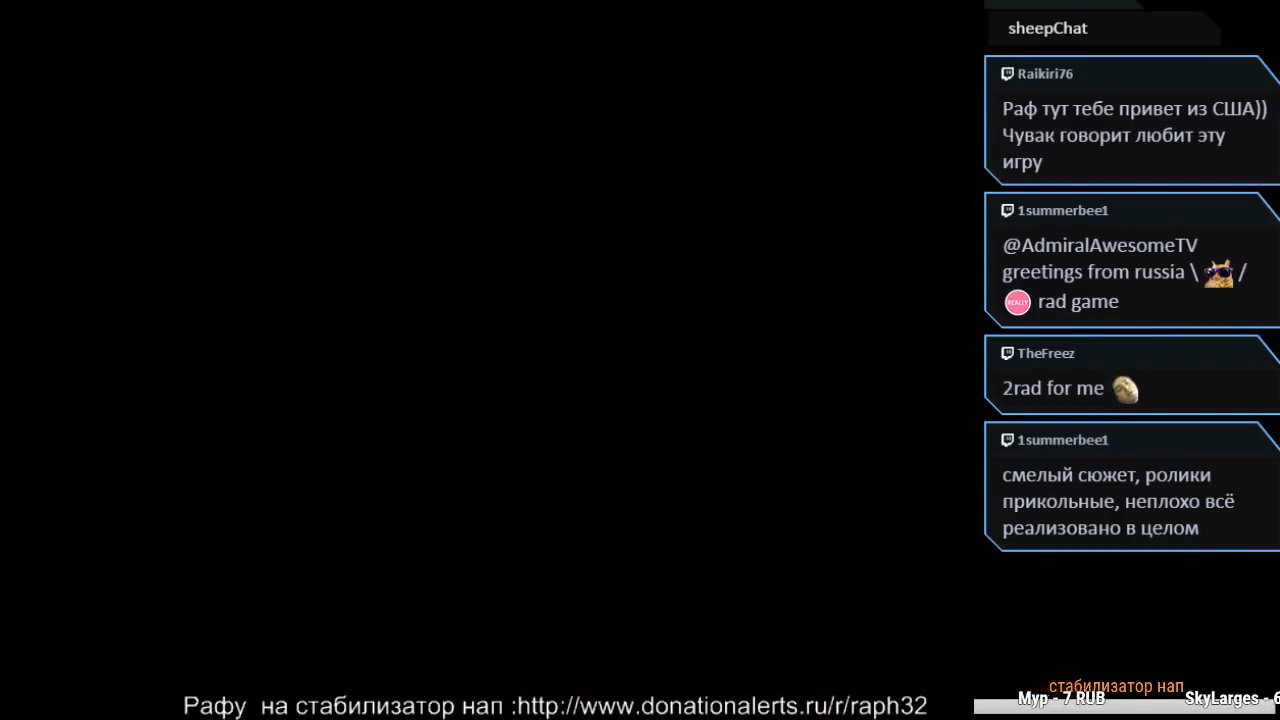 sheepChat
Raikiri76
Раф тут тебе привет из США))
Чувак говорит любит эту
игру
1summerbee1
@AdmiralAwesomeTV
greetings from russia \ /
REALLY rad game
TheFreez
2rad for me
1summerbee1
смелый сюжет, ролики
прикольные, неплохо всё
реализовано в целом
стабилизатор нап
Мур - 7 RUB SkyLarges - 6
Рафу на стабилизатор нап :http://www.donationalerts.ru/r/raph32